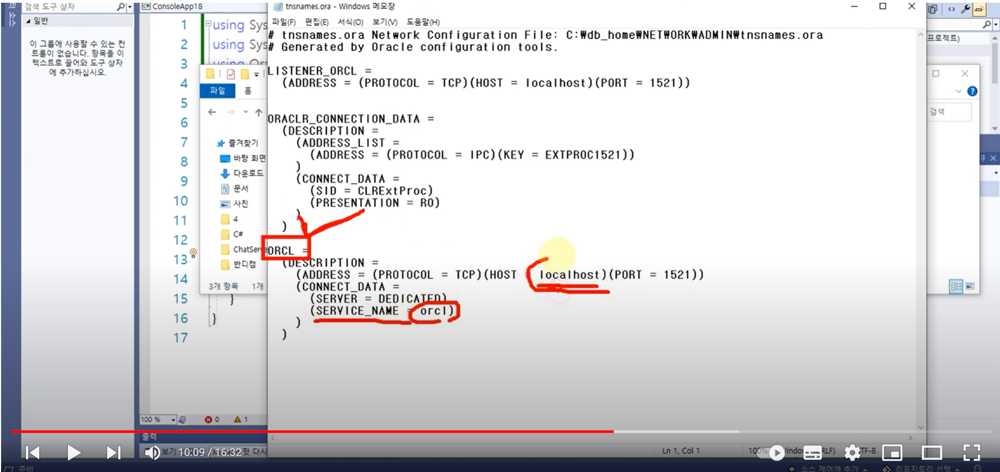 검색 도구 상자
일반
이 그룹에 사용할 수 있는 컨
트롤이 없습니다. 항목을 이
텍스트로 끌어와 도구 상자
에 추가하십시오.
ConsoleApp18
1 using Sys
2 using Sys
3 using Ora
4
5
6
7
8
9
10
11
12
13
14
15 }
16 }
17
파일 홈
즐겨찾기
바탕 화면
다운로드
문서
사진
4
C#
ChatServe
반디캠
3개 항목 1개
tnsnames.ora - Windows 메모장
파일(F) 편집(E) 서식(O) 보기(V) 도움말(H)
# tnsnames.ora Network Configuration File: C:₩db_home₩NETWORK₩ADMIN₩tnsnames.ora
# Generated by Oracle configuration tools.
LISTENER_ORCL =
(ADDRESS = (PROTOCOL = TCP)(HOST = localhost)(PORT = 1521))
ORACLR_CONNECTION_DATA =
(DESCRIPTION =
(ADDRESS_LIST =
(ADDRESS = (PROTOCOL = IPC)(KEY = EXTPROC1521))
)
(CONNECT_DATA =
(SID = CLRExtProc)
(PRESENTATION = RO)
)
)
ORCL =
(DESCRIPTION =
(ADDRESS = (PROTOCOL = TCP)(HOST = localhost)(PORT = 1521))
(CONNECT_DATA =
(SERVER = DEDICATED)
(SERVICE_NAME = orcl)
)
)
프로젝트)
검색
100 % 0 1
출력
보기 핫 다시
10:09 / 16:32
Ln 1, Col 1 100% UTF-8
준비
소스 제어에 추가 리포지토리 선택